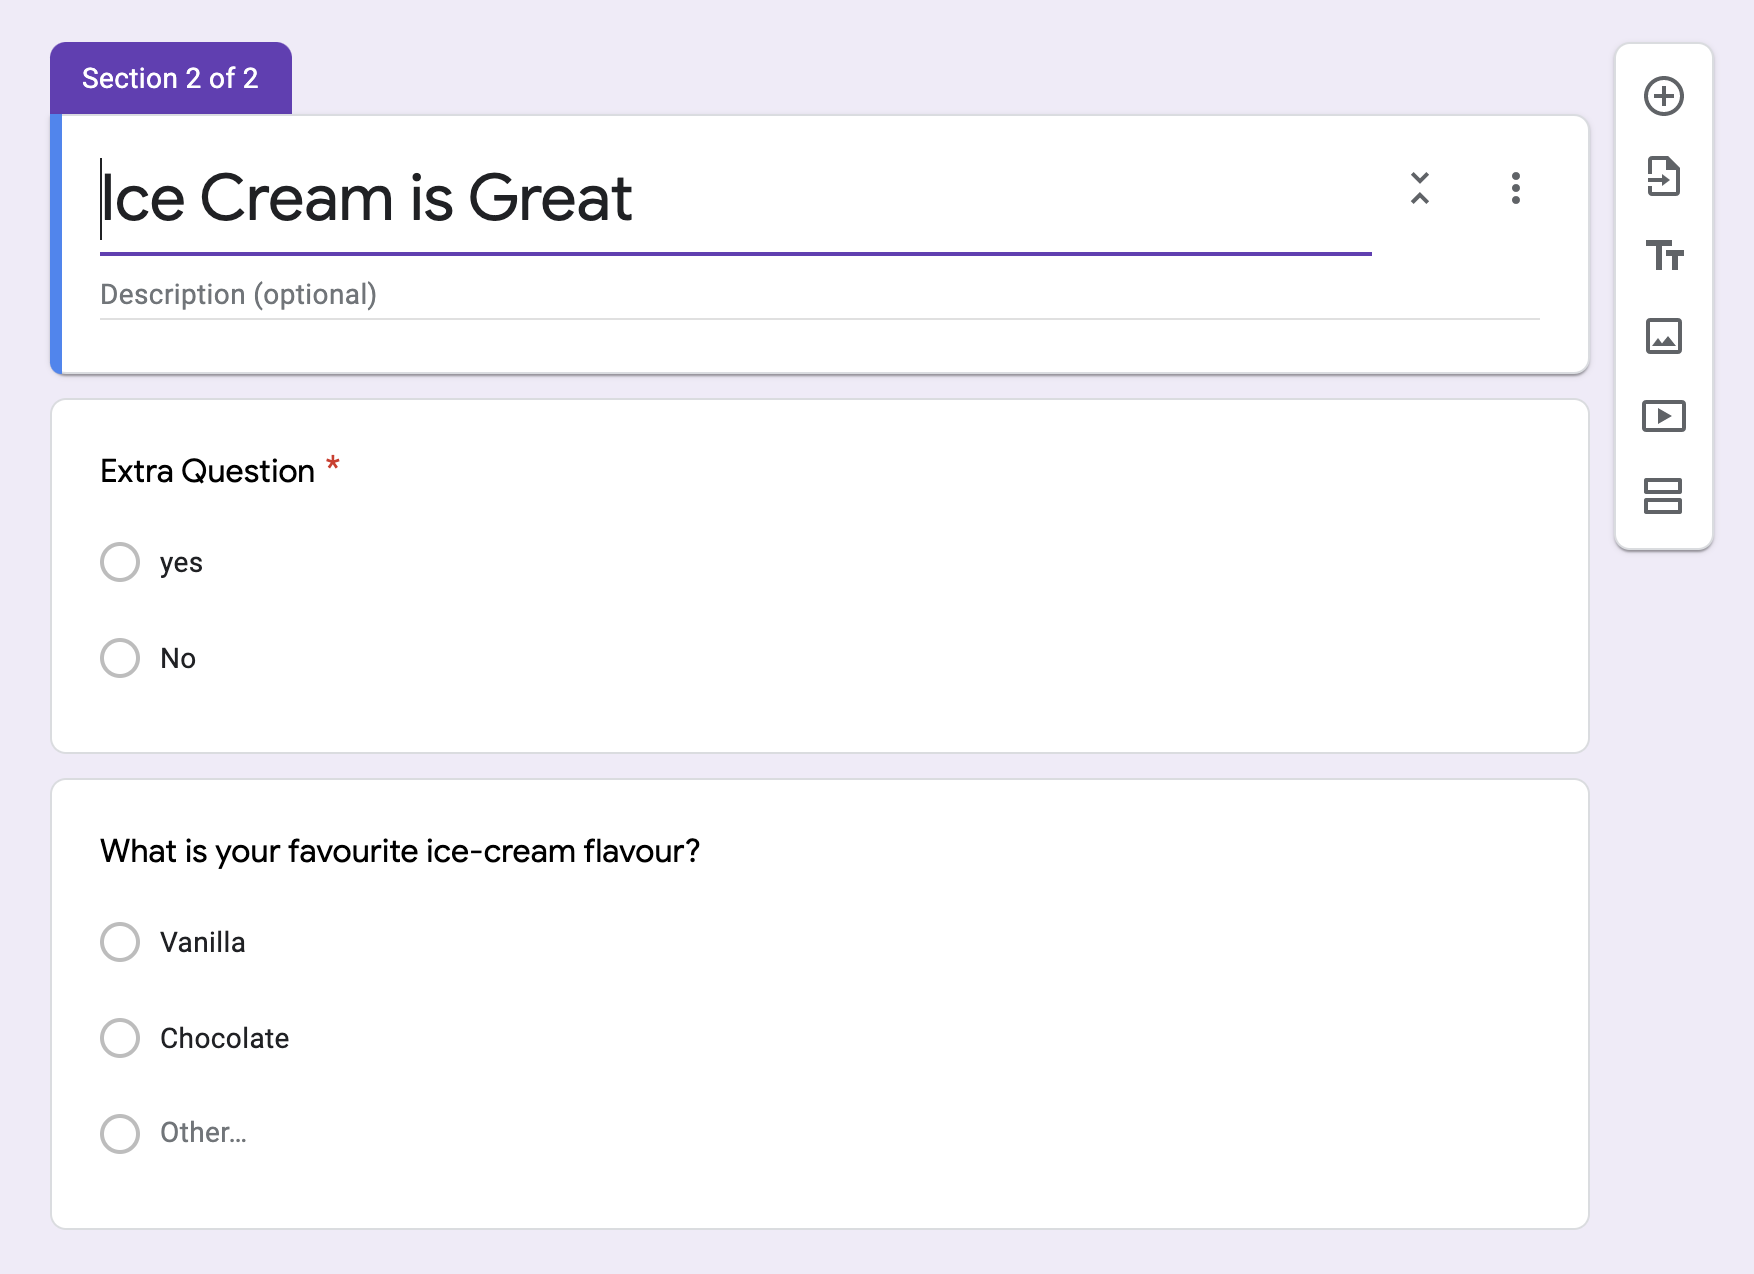 Section 2 of 2
Ice Cream is Great
Description (optional)
Extra Question *
yes
No
What is your favourite ice-cream flavour?
Vanilla
Chocolate
Other...
Tт